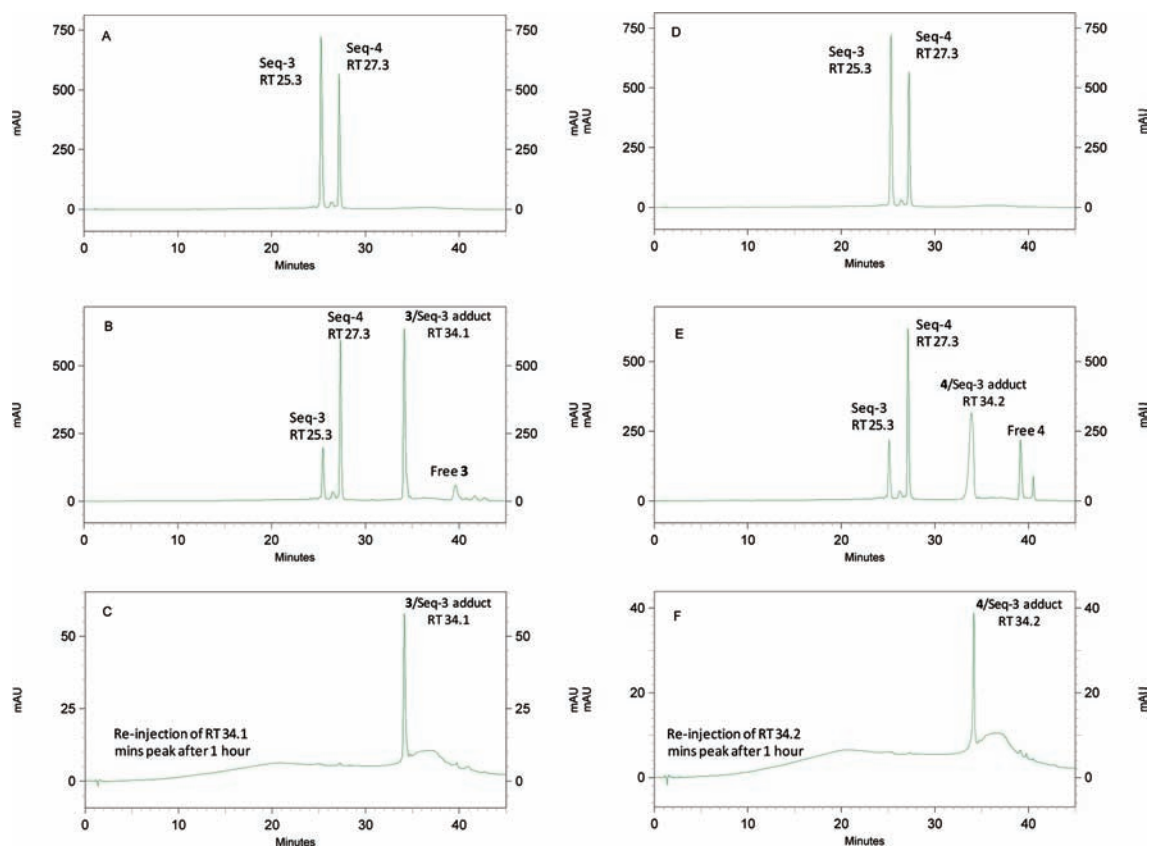 A
Seq-3
RT 25.3
Seq-4
RT 27.3
750
500
250
0
mAU
750
500
250
0
mAU
0 10 20 30 40
Minutes
D
Seq-3
RT 25.3
Seq-4
RT 27.3
750
500
250
0
mAU
750
500
250
0
mAU
0 10 20 30 40
Minutes
B
Seq-4
RT 27.3
3/Seq-3 adduct
RT 34.1
Seq-3
RT 25.3
Free 3
500
250
0
mAU
500
250
0
mAU
0 10 20 30 40
Minutes
E
Seq-4
RT 27.3
4/Seq-3 adduct
RT 34.2
Seq-3
RT 25.3
Free 4
500
250
0
mAU
500
250
0
mAU
0 10 20 30 40
Minutes
C
3/Seq-3 adduct
RT 34.1
Re-injection of RT 34.1
mins peak after 1 hour
50
25
0
mAU
50
25
0
mAU
0 10 20 30 40
Minutes
F
4/Seq-3 adduct
RT 34.2
Re-injection of RT 34.2
mins peak after 1 hour
40
20
0
mAU
40
20
0
mAU
0 10 20 30 40
Minutes